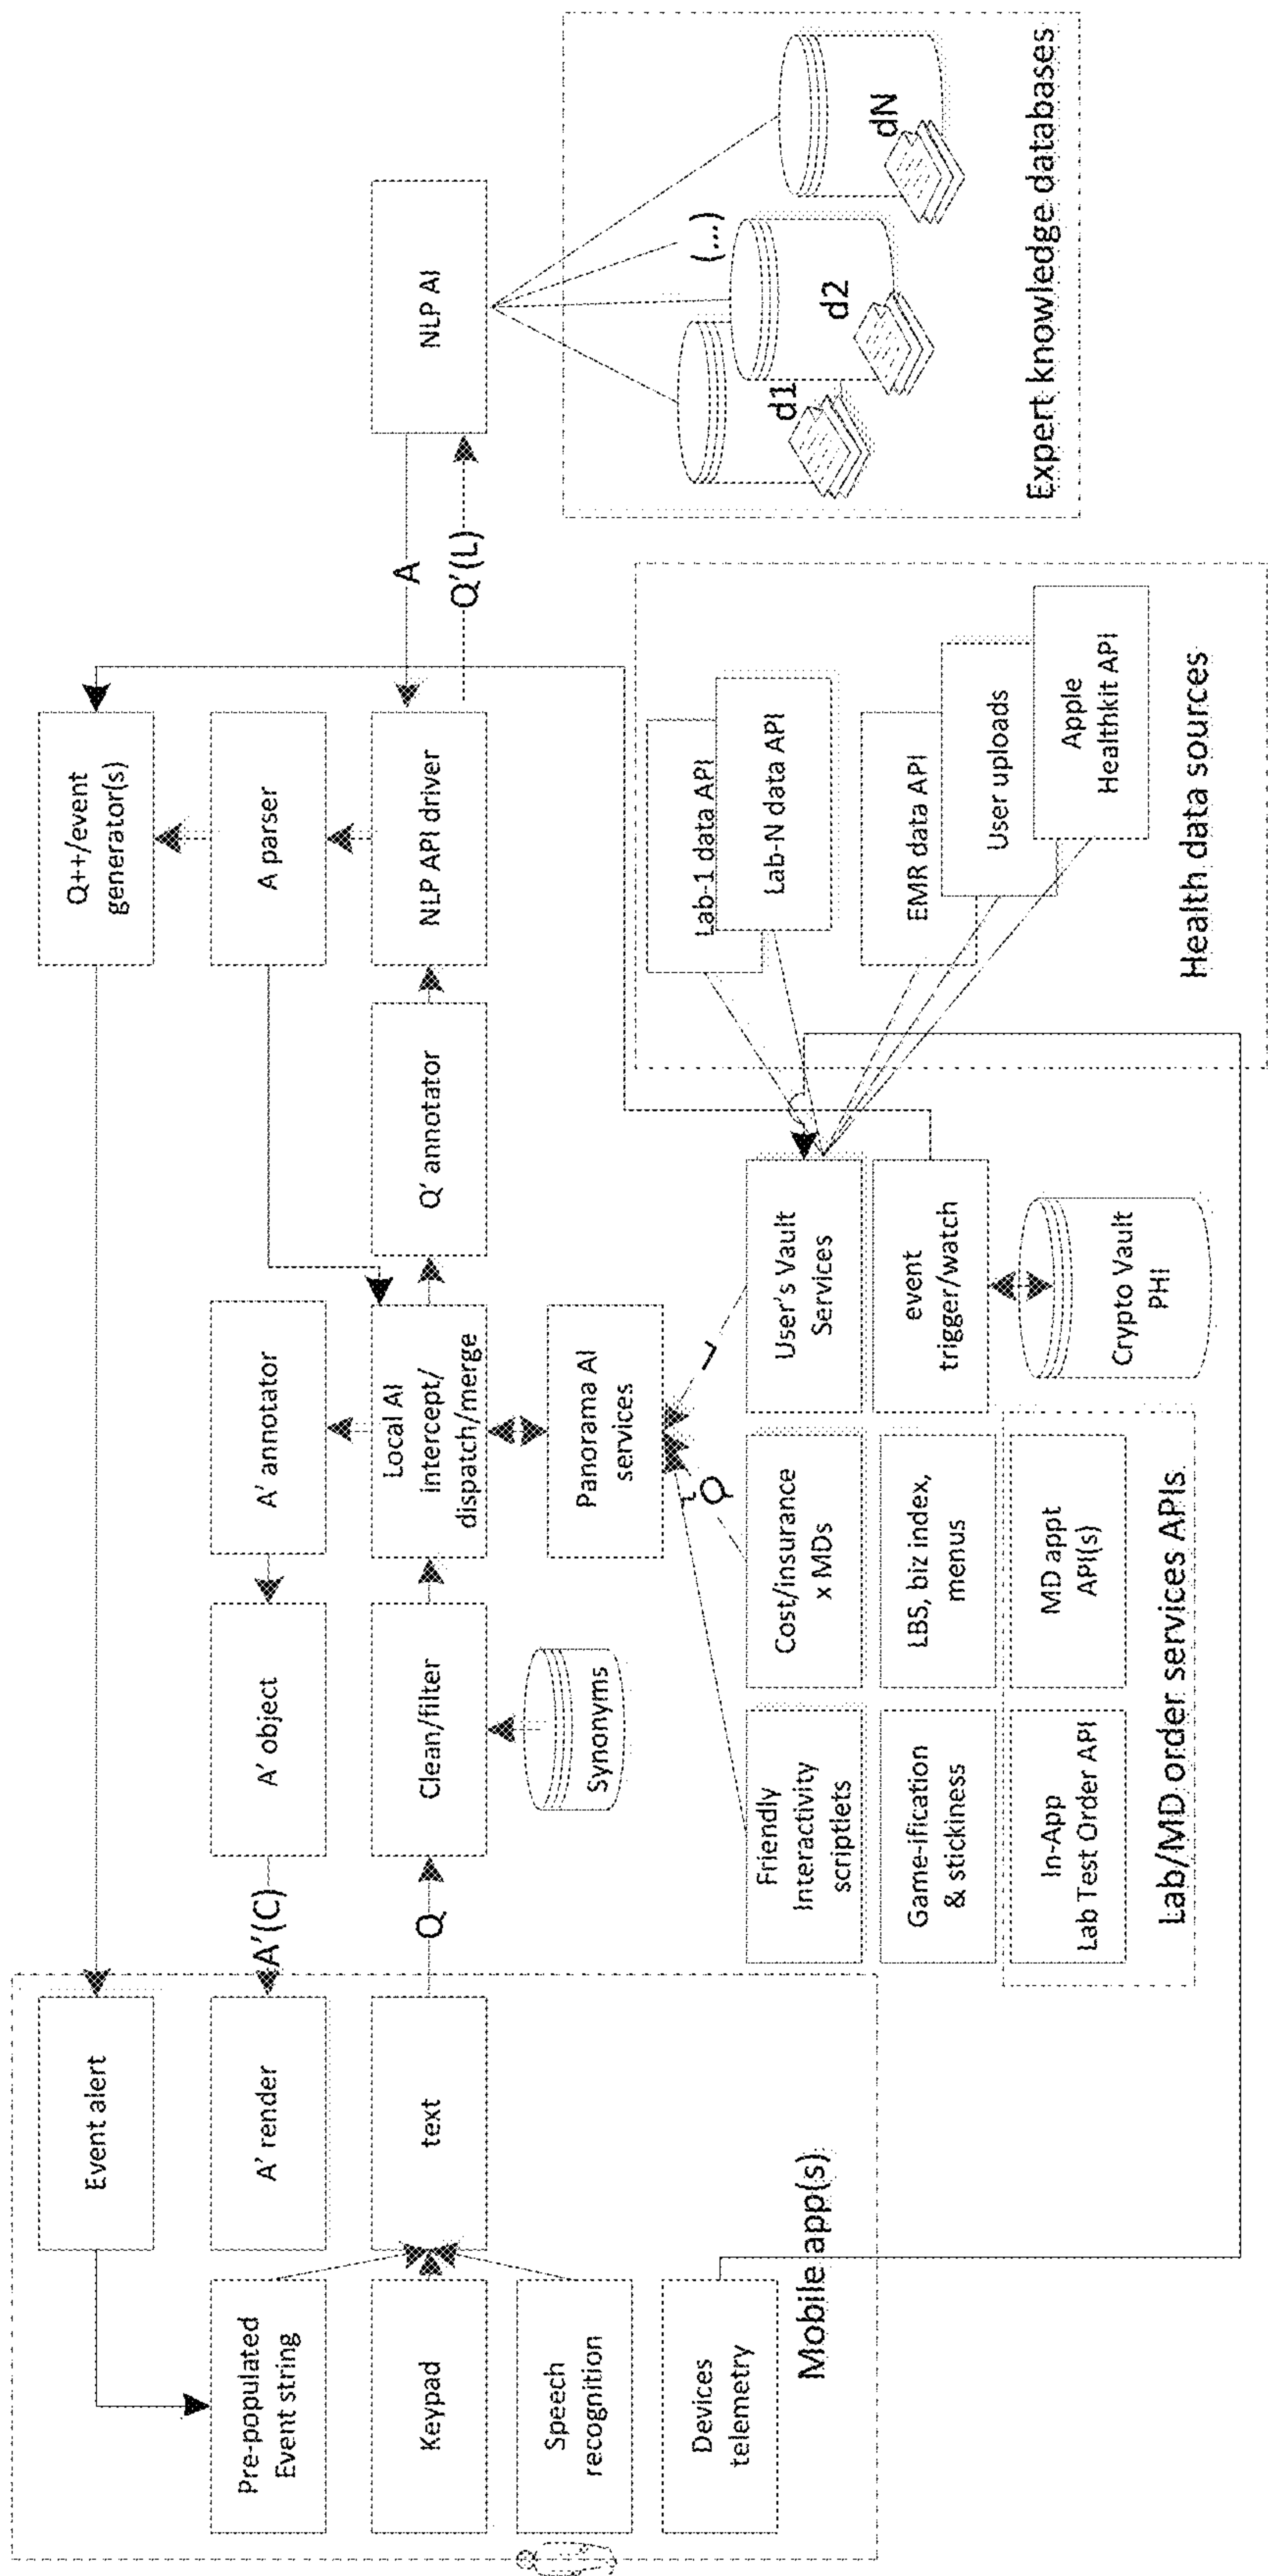 Event alert
Q++/event
generator(s)
Pre-populated
Event string
A' render
A'(C)
A' object
A' annotator
A parser
Keypad
text
Q
Clean/filter
Local AI
intercept/
dispatch/merge
Q' annotator
NLP API driver
A
Q'(L)
NLP AI
Speech
recognition
Synonyms
Panorama AI
services
Devices
telemetry
Mobile app(s)
L
Friendly
Interactivity
scriptlets
Cost/insurance
x MDs
User's Vault
Services
Game-ification
& stickiness
LBS, biz index,
menus
event
trigger/watch
In-App
Lab Test Order API
MD appt
API(s)
Crypto Vault
PHI
Lab/MD order services APIs
Lab-1 data API
Lab-N data API
EMR data API
User uploads
Apple
Healthkit API
Health data sources
d1
d2
(...)
dN
Expert knowledge databases